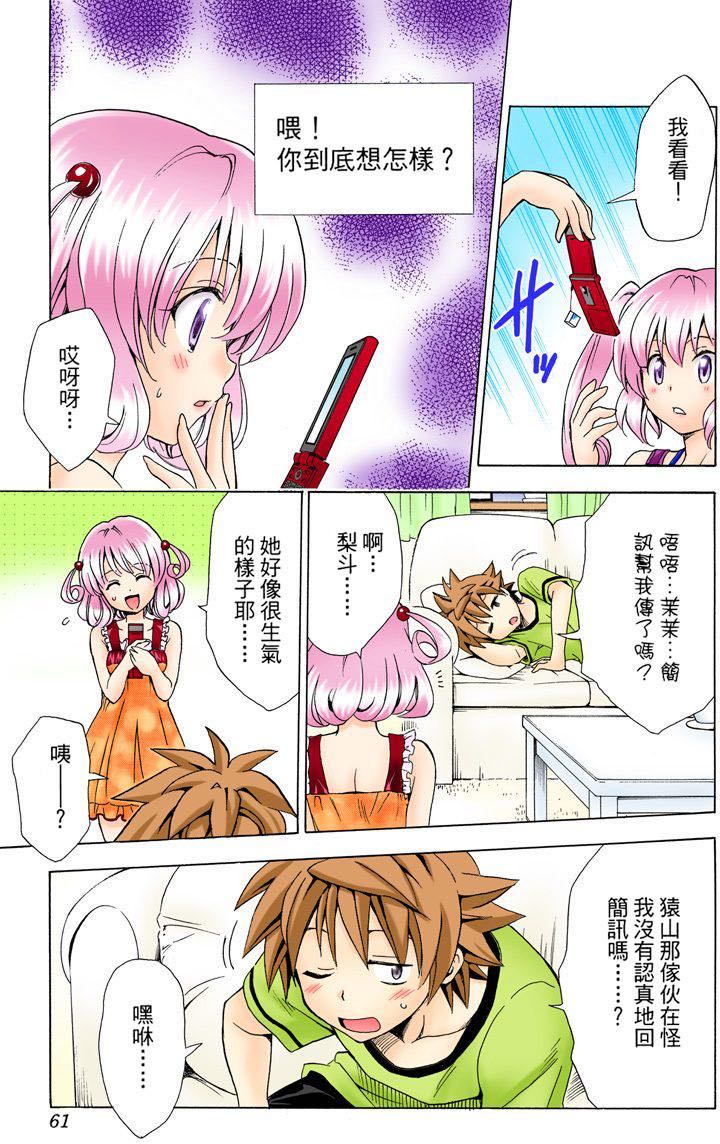 我看看！
喂！
你到底想怎樣？
哎呀呀…
唔唔…茉茉…簡
訊幫我傳了嗎？
啊…
梨斗……
她好像很生氣
的樣子耶……
咦——？
猿山那傢伙在怪
我沒有認真地回
簡訊嗎……？
嘿咻……
61